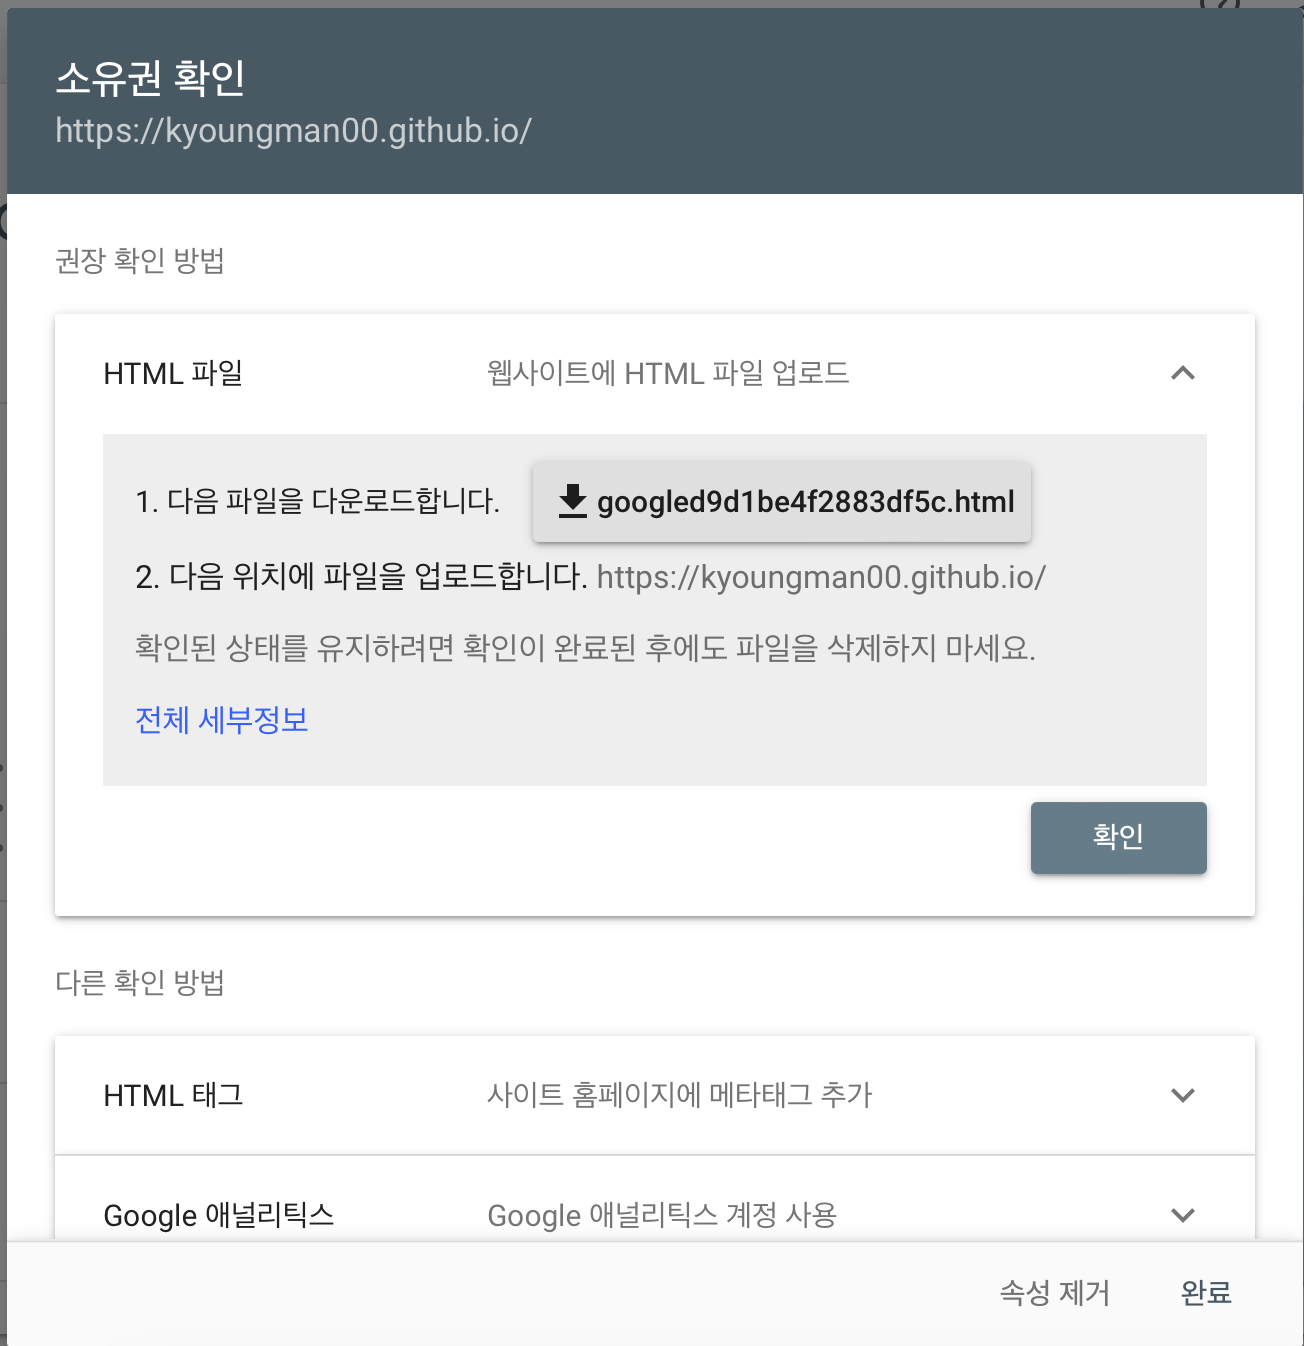 소유권 확인
https://kyoungman00.github.io/
권장 확인 방법
HTML 파일 웹사이트에 HTML 파일 업로드
1. 다음 파일을 다운로드합니다. googled9d1be4f2883df5c.html
2. 다음 위치에 파일을 업로드합니다. https://kyoungman00.github.io/
확인된 상태를 유지하려면 확인이 완료된 후에도 파일을 삭제하지 마세요.
전체 세부정보
확인
다른 확인 방법
HTML 태그 사이트 홈페이지에 메타태그 추가
Google 애널리틱스 Google 애널리틱스 계정 사용
속성 제거 완료